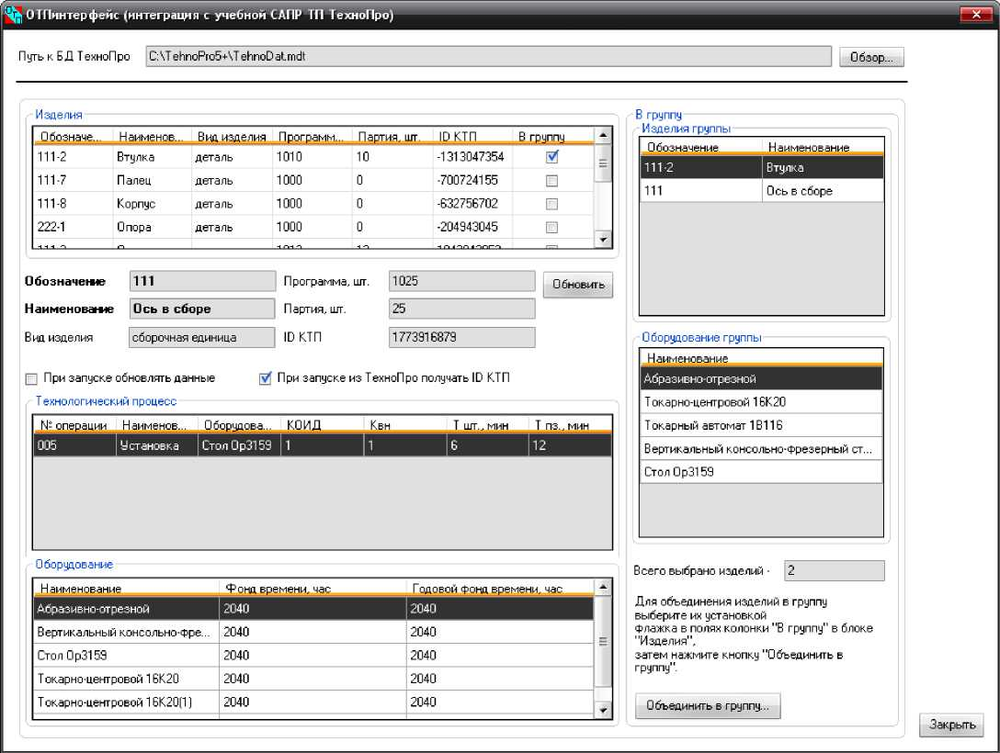 ОТПинтерфейс (интеграция с учебной САПР ТП ТехноПро)
Путь к БД ТехноПро C:\TehnoPro5+\TehnoDat.mdt Обзор...
Изделия
Обозначе... Наименов... Вид изделия Программ... Партия, шт. ID КТП В группу
111-2 Втулка деталь 1010 10 -1313047354
111-7 Палец деталь 1000 0 -700724155
111-8 Корпус деталь 1000 0 -632756702
222-1 Опора деталь 1000 0 -204943045
Обозначение 111 Программа, шт. 1025 Обновить
Наименование Ось в сборе Партия, шт. 25
Вид изделия сборочная единица ID КТП 1773916879
При запуске обновлять данные При запуске из ТехноПро получать ID КТП
Технологический процесс
№ операции Наименов... Оборудова... КОИД Квн Т шт., мин Т пз., мин
005 Установка Стол Ор3159 1 1 6 12
Оборудование
Наименование Фонд времени, час Годовой фонд времени, час
Абразивно-отрезной 2040 2040
Вертикальный консольно-фре... 2040 2040
Стол Ор3159 2040 2040
Токарно-центровой 16К20 2040 2040
Токарно-центровой 16К20(1) 2040 2040
В группу
Изделия группы
Обозначение Наименование
111-2 Втулка
111 Ось в сборе
Оборудование группы
Наименование
Абразивно-отрезной
Токарно-центровой 16К20
Токарный автомат 1В116
Вертикальный консольно-фрезерный ст...
Стол Ор3159
Всего выбрано изделий - 2
Для объединения изделий в группу
выберите их установкой
флажка в полях колонки "В группу" в блоке
"Изделия",
затем нажмите кнопку "Объединить в
группу".
Объединить в группу...
Закрыть